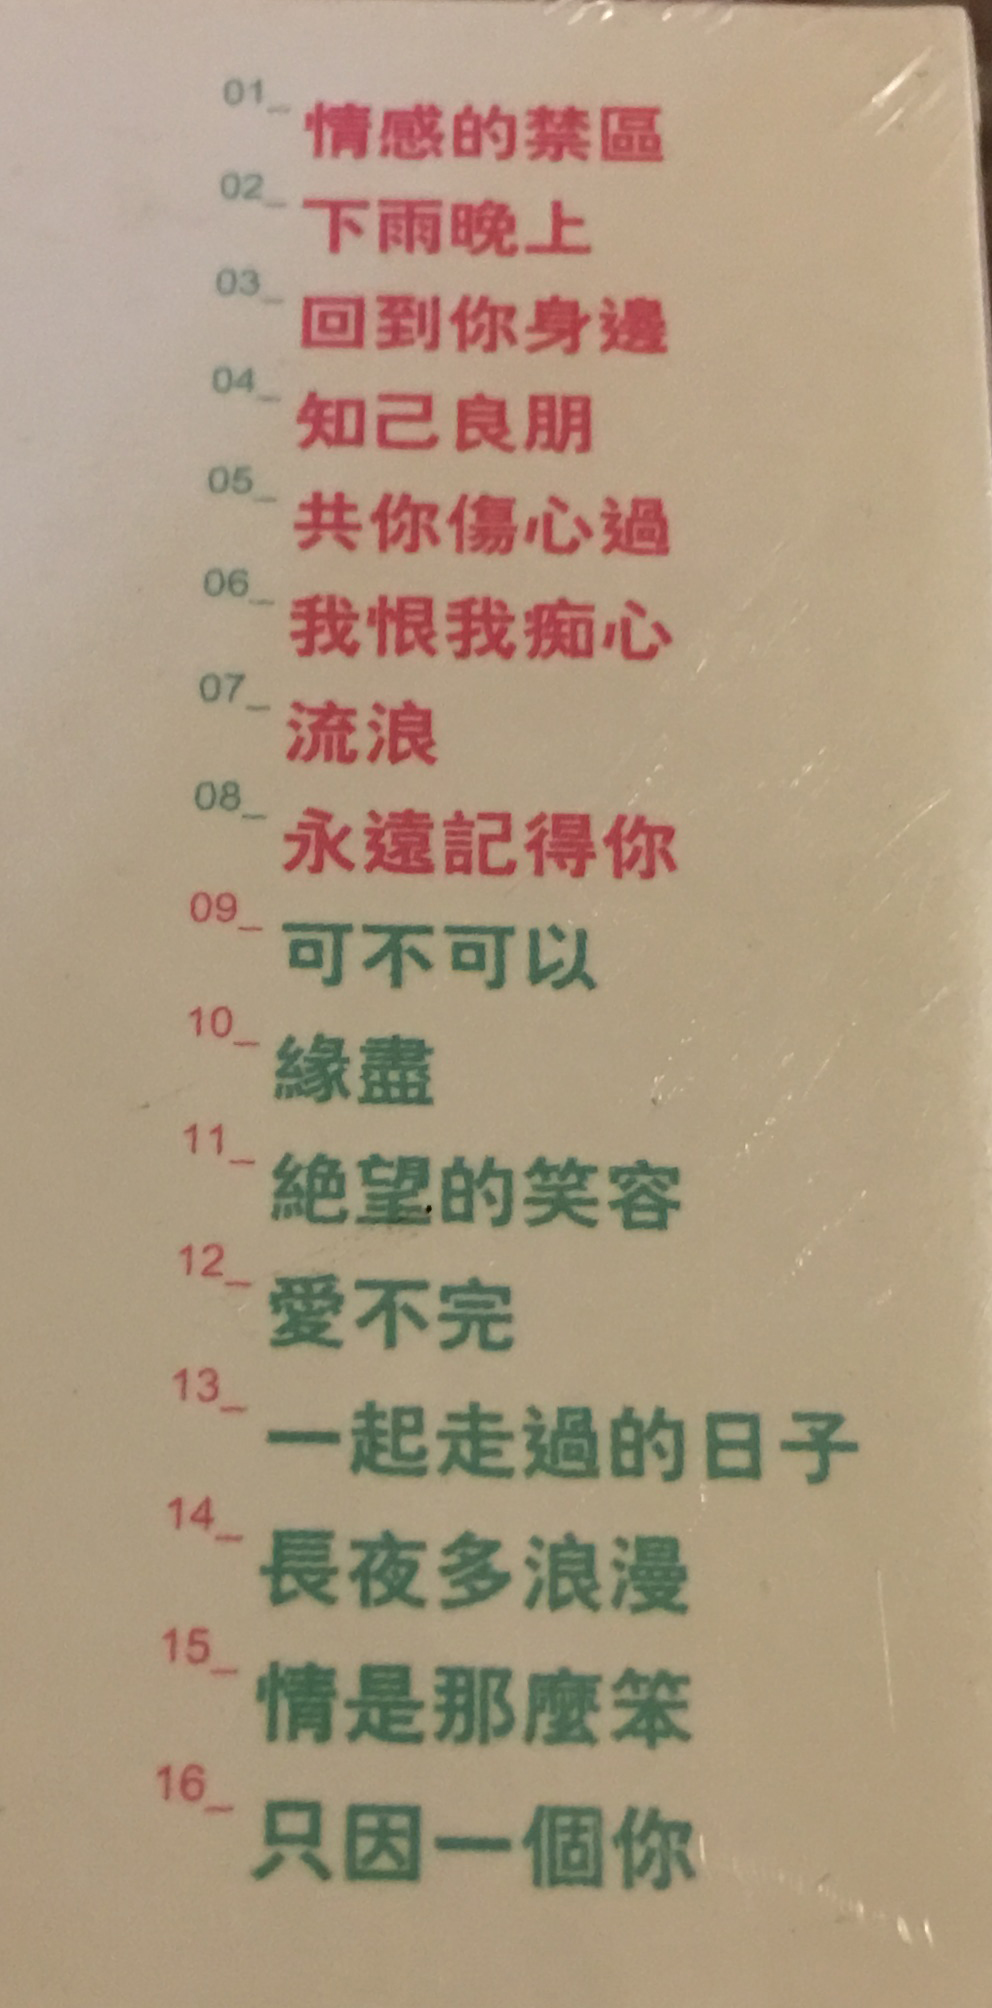 01_ 情感的禁區
02_ 下雨晚上
03_ 回到你身邊
04_ 知己良朋
05_ 共你傷心過
06_ 我恨我痴心
07_ 流浪
08_ 永遠記得你
09_ 可不可以
10_ 緣盡
11_ 絕望的笑容
12_ 愛不完
13_ 一起走過的日子
14_ 長夜多浪漫
15_ 情是那麼笨
16_ 只因一個你